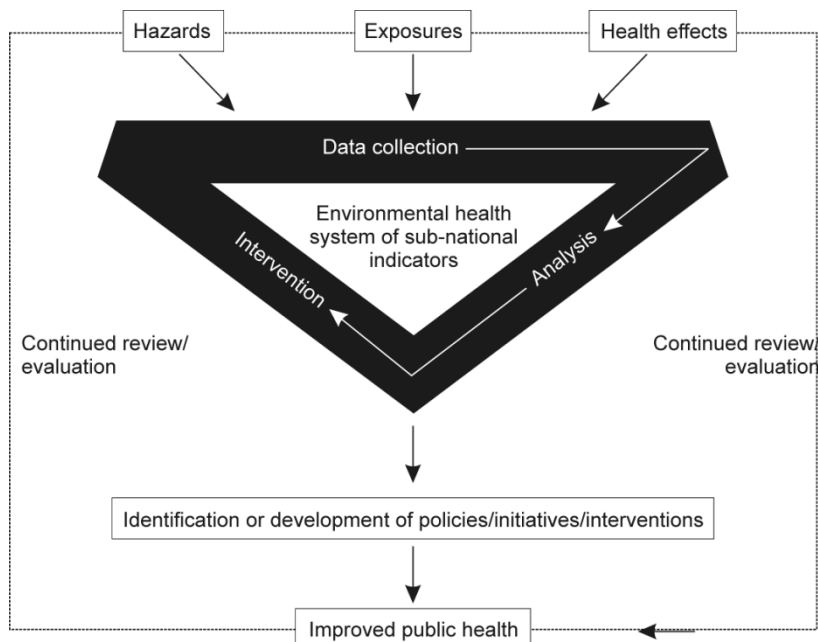 Hazards
Exposures
Health effects
Data collection
Environmental health
system of sub-national
indicators
Intervention
Analysis
Continued review/
evaluation
Continued review/
evaluation
Identification or development of policies/initiatives/interventions
Improved public health